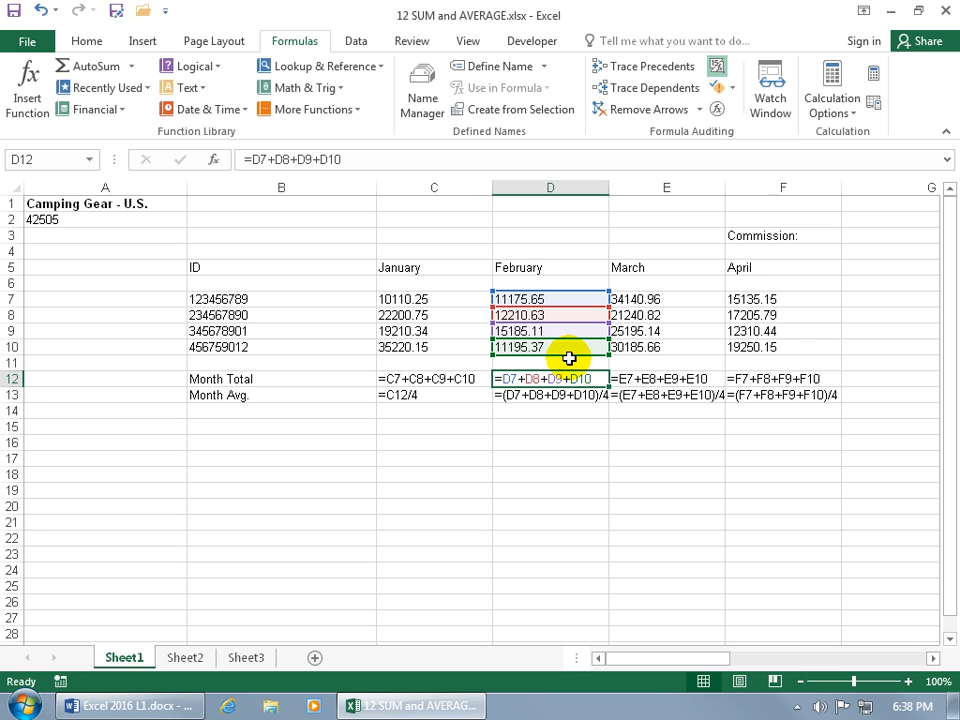 12 SUM and AVERAGE.xlsx - Excel
File Home Insert Page Layout Formulas Data Review View Developer Tell me what you want to do... Sign in Share
fx Insert Function
AutoSum
Recently Used
Financial
Logical
Text
Date & Time
Lookup & Reference
Math & Trig
More Functions
Function Library
Name Manager
Define Name
Use in Formula
Create from Selection
Defined Names
Trace Precedents
Trace Dependents
Remove Arrows
Formula Auditing
Watch Window
Calculation Options
Calculation
D12 fx =D7+D8+D9+D10
A B C D E F G
1 Camping Gear - U.S.
2 42505
3 Commission:
4
5 ID January February March April
6
7 123456789 10110.25 11175.65 34140.96 15135.15
8 234567890 22200.75 12210.63 21240.82 17205.79
9 345678901 19210.34 15185.11 25195.14 12310.44
10 456759012 35220.15 11195.37 30185.66 19250.15
11
12 Month Total =C7+C8+C9+C10 =D7+D8+D9+D10 =E7+E8+E9+E10 =F7+F8+F9+F10
13 Month Avg. =C12/4 =(D7+D8+D9+D10)/4 =(E7+E8+E9+E10)/4 =(F7+F8+F9+F10)/4
14
15
16
17
18
19
20
21
22
23
24
25
26
27
28
Sheet1 Sheet2 Sheet3
Ready 100%
Excel 2016 L1.docx - ... 12 SUM and AVERAG... 6:38 PM